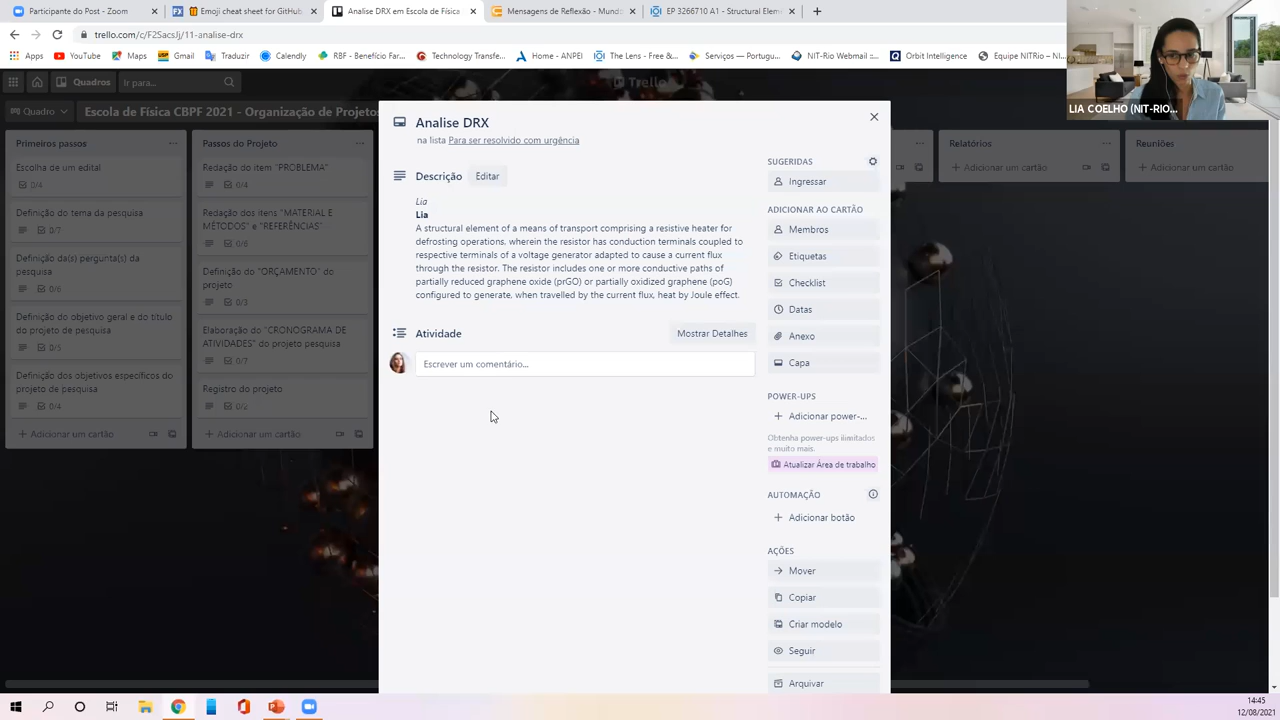 Participante do Post - Zoom
Emoji cheat sheet for GitHub,
Analise DRX em Escola de Física
Mensagens de Reflexão - Mundo
EP 3266710 A1 - Structural Elem
trello.com/c/F2SacsJj/11-analise-drx
YouTube
Maps
Gmail
Traduzir
Calendly
RBF - Benefício Far...
Technology Transfe...
Home - ANPEI
The Lens - Free &...
Serviços — Portugu...
NIT-Rio Webmail ::...
Orbit Intelligence
Equipe NITRio – NI...
LIA COELHO (NIT-RIO...
Quadros
Ir para...
Trello
Quadro
Escola de Física CBPF 2021 - Organização de Projetos
Primeiros passos
Escolha de um edital
0/4
Definição do tema da pesquisa
0/4
Definição da(s) pergunta(s) da
pesquisa
0/6
Definição do objetivo geral e do título
do projeto de pesquisa
0/5
Definição dos objetivos específicos do
projeto de pesquisa
0/4
+ Adicionar um cartão
Passos do Projeto
Redação do item "PROBLEMA"
0/4
Redação dos itens "MATERIAL E
MÉTODOS" e "REFERÊNCIAS"
0/6
Definição do "ORÇAMENTO" do
projeto
0/3
Elaboração do "CRONOGRAMA DE
ATIVIDADES" do projeto pesquisa
0/7
Registro do projeto
0/2
+ Adicionar um cartão
Analise DRX
na lista Para ser resolvido com urgência
Descrição
Editar
Lia
Lia
A structural element of a means of transport comprising a resistive heater for
defrosting operations, wherein the resistor has conduction terminals coupled to
respective terminals of a voltage generator adapted to cause a current flux
through the resistor. The resistor includes one or more conductive paths of
partially reduced graphene oxide (prGO) or partially oxidized graphene (poG)
configured to generate, when travelled by the current flux, heat by Joule effect.
Atividade
Mostrar Detalhes
Escrever um comentário...
SUGERIDAS
Ingressar
ADICIONAR AO CARTÃO
Membros
Etiquetas
Checklist
Datas
Anexo
Capa
POWER-UPS
+ Adicionar power-...
Obtenha power-ups ilimitados
e muito mais.
Atualizar Área de trabalho
AUTOMAÇÃO
+ Adicionar botão
AÇÕES
Mover
Copiar
Criar modelo
Seguir
Arquivar
Relatórios
+ Adicionar um cartão
Reuniões
+ Adicionar um cartão
14:45
12/08/2021